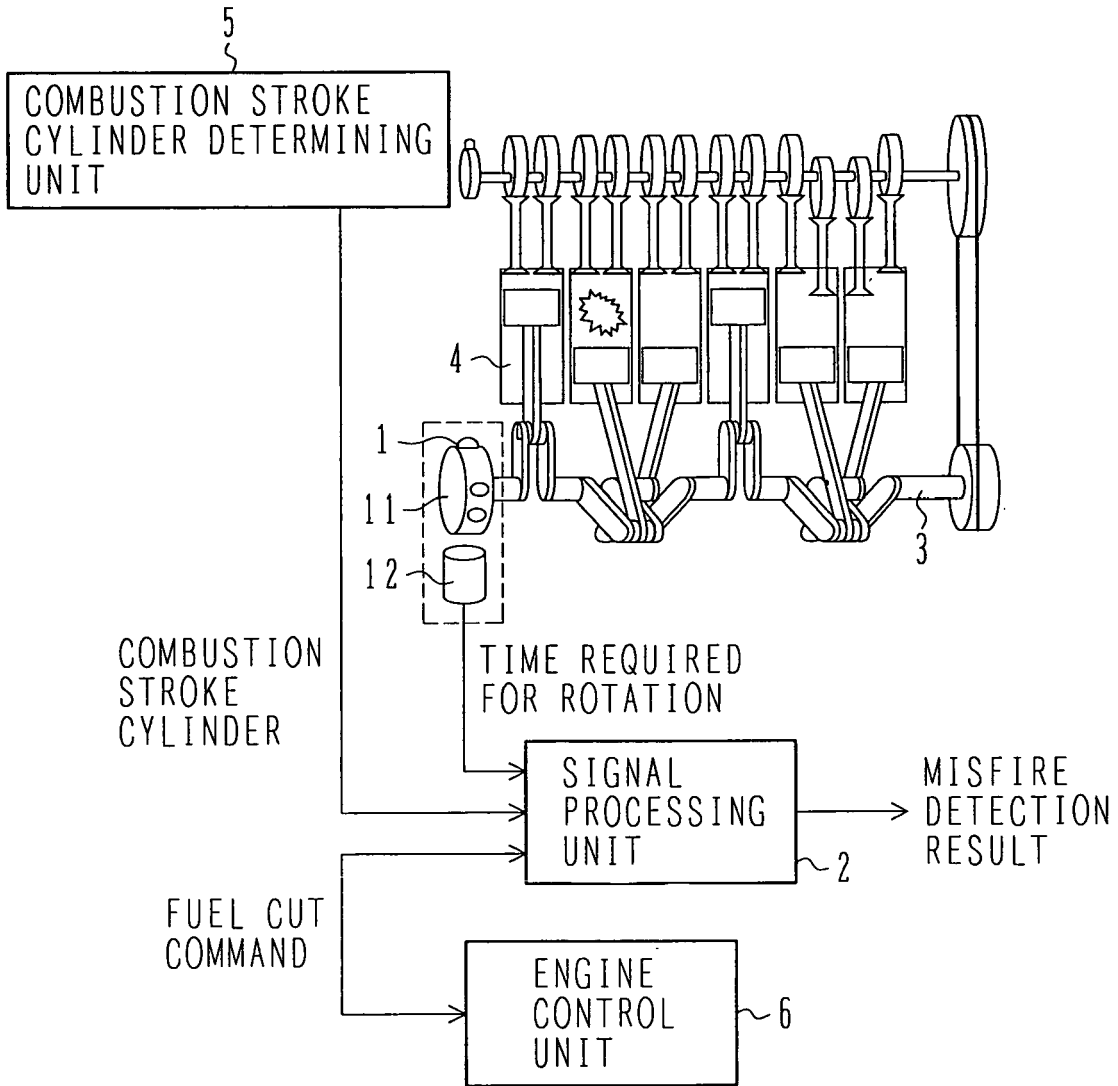 5
COMBUSTION STROKE
CYLINDER DETERMINING
UNIT
4
1
11
12
3
COMBUSTION
STROKE
CYLINDER
TIME REQUIRED
FOR ROTATION
SIGNAL
PROCESSING
UNIT
2
MISFIRE
DETECTION
RESULT
FUEL CUT
COMMAND
ENGINE
CONTROL
UNIT
6